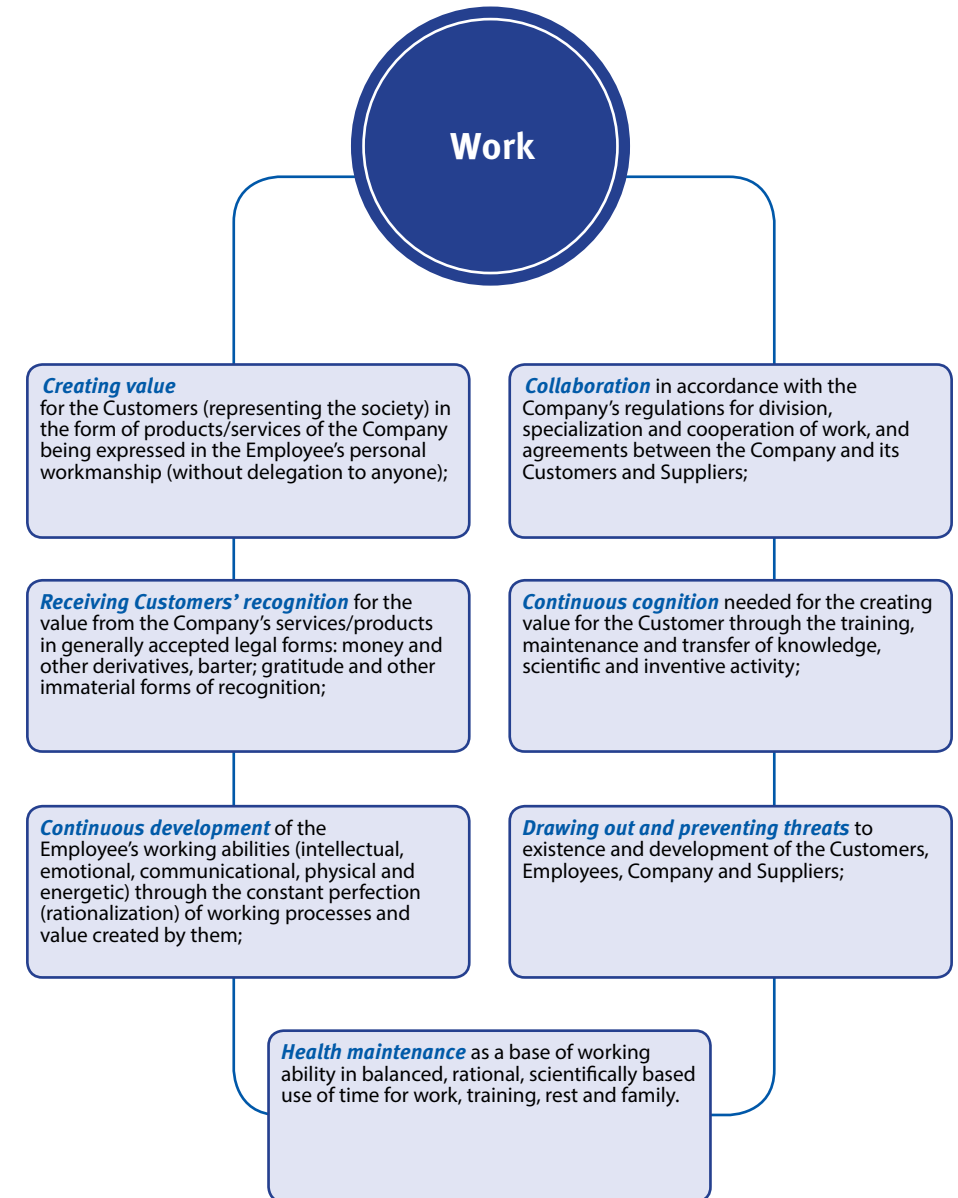 Work
Creating value
for the Customers (representing the society) in
the form of products/services of the Company
being expressed in the Employee's personal
workmanship (without delegation to anyone);
Collaboration in accordance with the
Company's regulations for division,
specialization and cooperation of work, and
agreements between the Company and its
Customers and Suppliers;
Receiving Customers' recognition for the
value from the Company's services/products
in generally accepted legal forms: money and
other derivatives, barter; gratitude and other
immaterial forms of recognition;
Continuous cognition needed for the creating
value for the Customer through the training,
maintenance and transfer of knowledge,
scientific and inventive activity;
Continuous development of the
Employee's working abilities (intellectual,
emotional, communicational, physical and
energetic) through the constant perfection
(rationalization) of working processes and
value created by them;
Drawing out and preventing threats to
existence and development of the Customers,
Employees, Company and Suppliers;
Health maintenance as a base of working
ability in balanced, rational, scientifically based
use of time for work, training, rest and family.